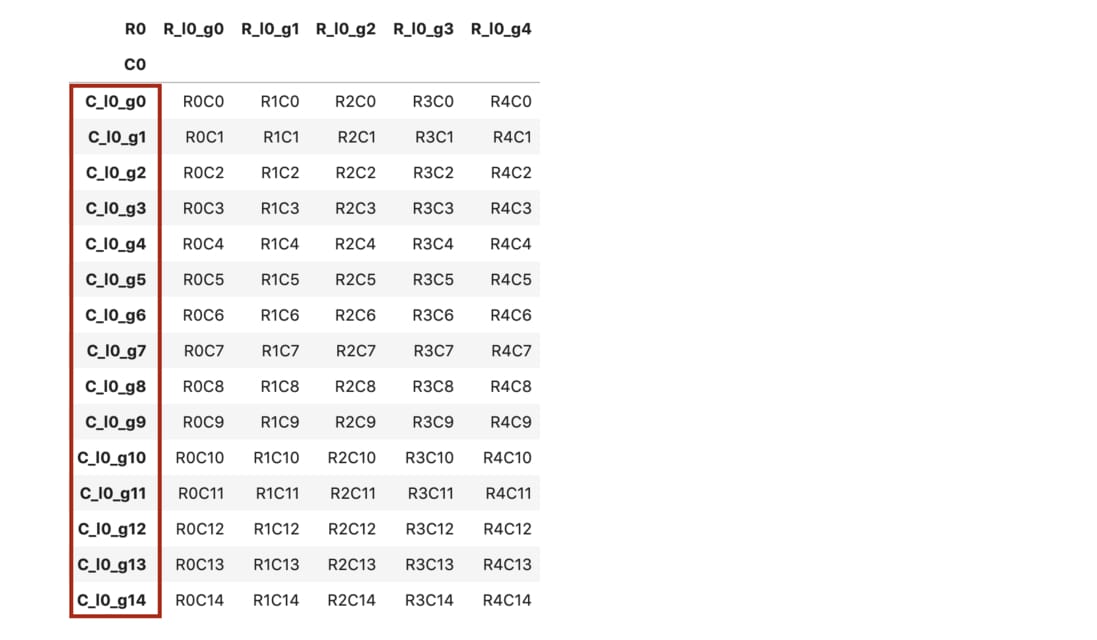 R0 R_l0_g0 R_l0_g1 R_l0_g2 R_l0_g3 R_l0_g4
C0
C_l0_g0 R0C0 R1C0 R2C0 R3C0 R4C0
C_l0_g1 R0C1 R1C1 R2C1 R3C1 R4C1
C_l0_g2 R0C2 R1C2 R2C2 R3C2 R4C2
C_l0_g3 R0C3 R1C3 R2C3 R3C3 R4C3
C_l0_g4 R0C4 R1C4 R2C4 R3C4 R4C4
C_l0_g5 R0C5 R1C5 R2C5 R3C5 R4C5
C_l0_g6 R0C6 R1C6 R2C6 R3C6 R4C6
C_l0_g7 R0C7 R1C7 R2C7 R3C7 R4C7
C_l0_g8 R0C8 R1C8 R2C8 R3C8 R4C8
C_l0_g9 R0C9 R1C9 R2C9 R3C9 R4C9
C_l0_g10 R0C10 R1C10 R2C10 R3C10 R4C10
C_l0_g11 R0C11 R1C11 R2C11 R3C11 R4C11
C_l0_g12 R0C12 R1C12 R2C12 R3C12 R4C12
C_l0_g13 R0C13 R1C13 R2C13 R3C13 R4C13
C_l0_g14 R0C14 R1C14 R2C14 R3C14 R4C14